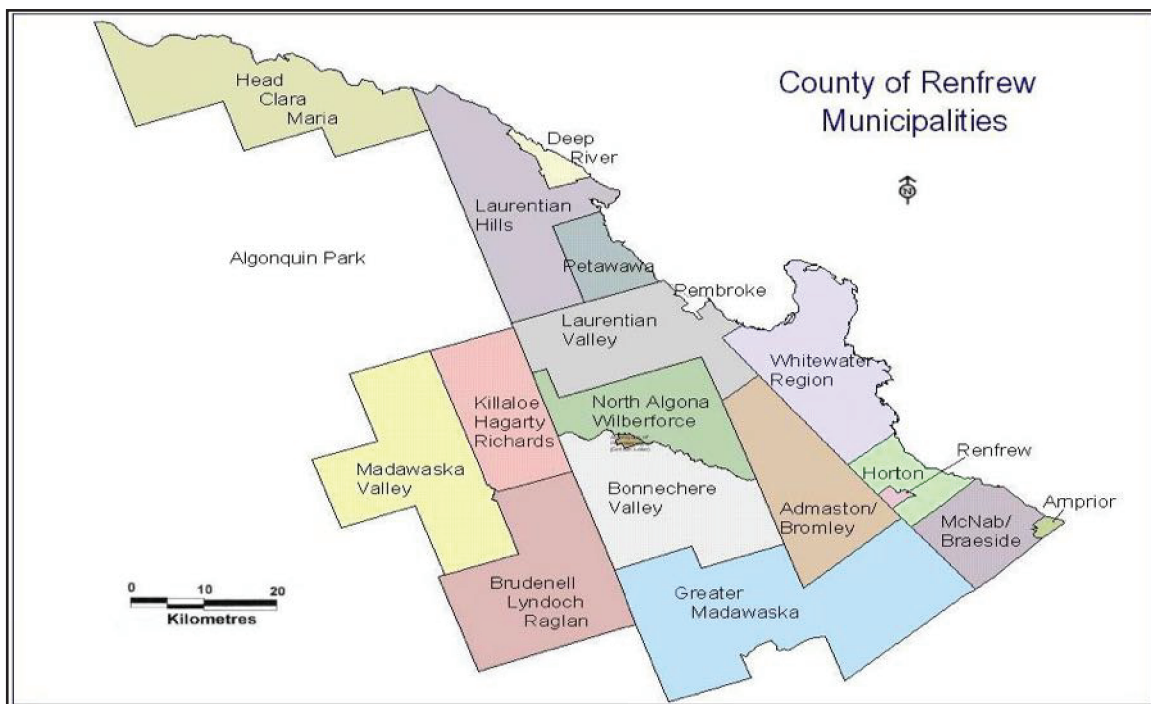 County of Renfrew
Municipalities
N
Head
Clara
Maria
Deep
River
Laurentian
Hills
Algonquin Park
Petawawa
Pembroke
Laurentian
Valley
Whitewater
Region
Killaloe
Hagarty
Richards
North Algona
Wilberforce
Madawaska
Valley
Bonnechere
Valley
Horton
Renfrew
Admaston/
Bromley
McNab/
Braeside
Arnprior
Brudenell
Lyndoch
Raglan
Greater
Madawaska
0 10 20
Kilometres